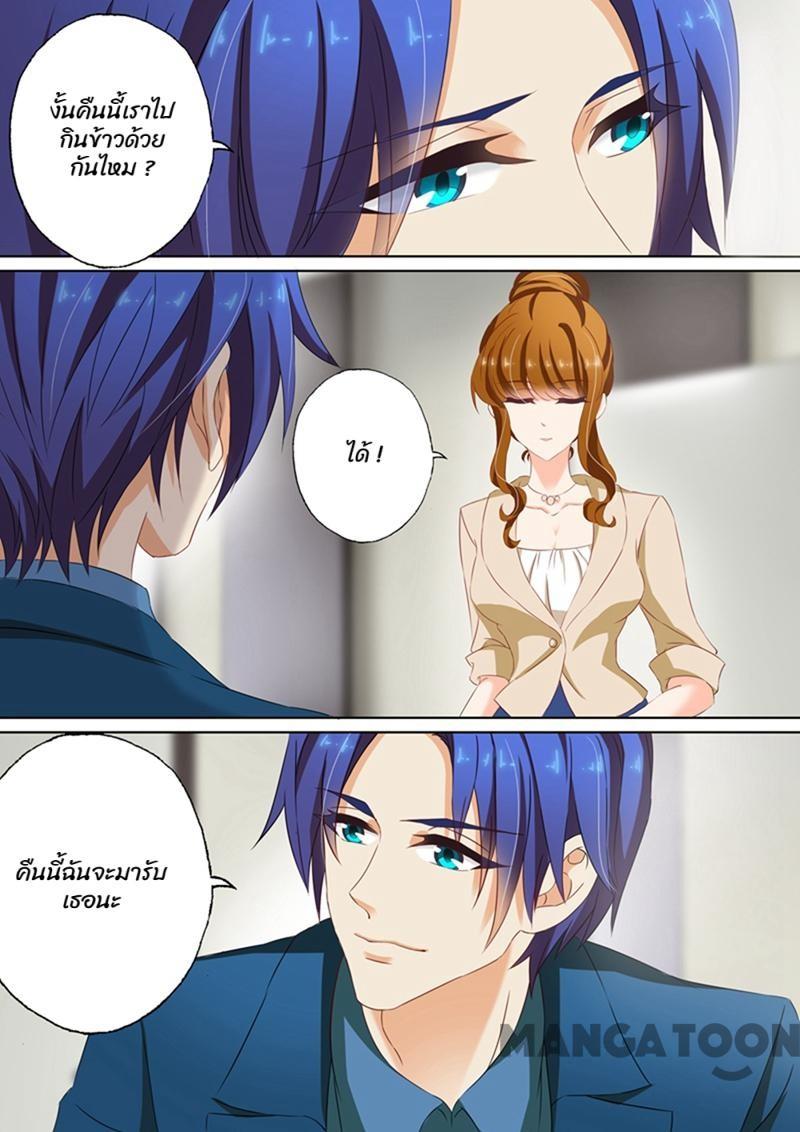 งั้นคืนนี้เราไป
กินข้าวด้วย
กันไหม ?
ได้ !
คืนนี้ฉันจะมารับ
เธอนะ
MANGATOON